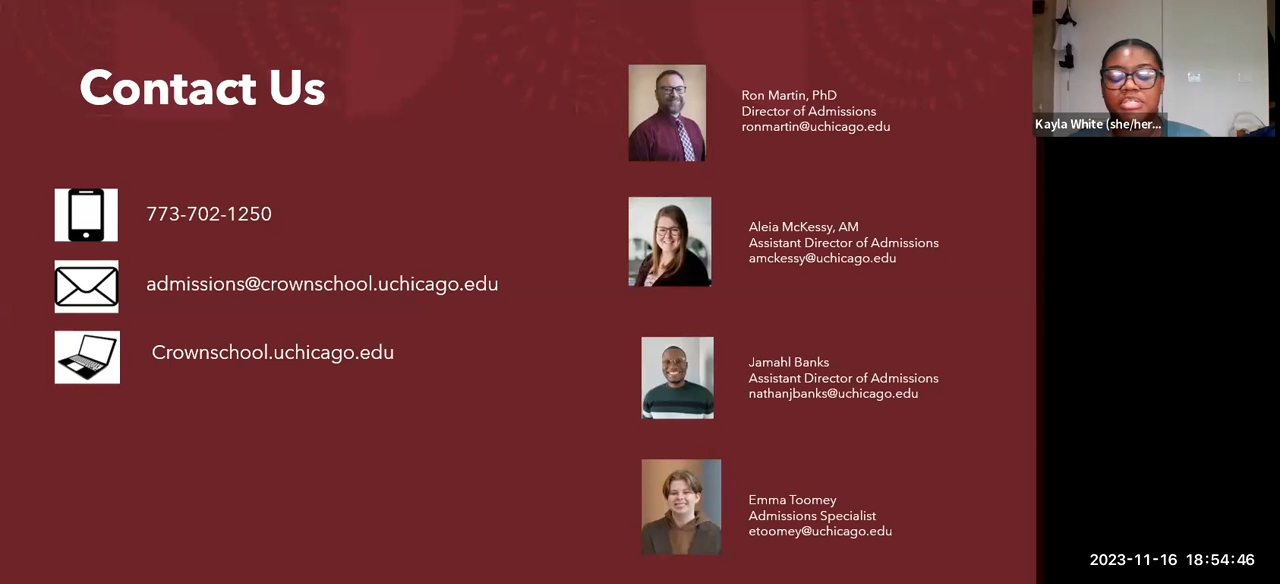 Contact Us
773-702-1250
admissions@crownschool.uchicago.edu
Crownschool.uchicago.edu
Ron Martin, PhD
Director of Admissions
ronmartin@uchicago.edu
Aleia McKessy, AM
Assistant Director of Admissions
amckessy@uchicago.edu
Jamahl Banks
Assistant Director of Admissions
nathanjbanks@uchicago.edu
Emma Toomey
Admissions Specialist
etoomey@uchicago.edu
Kayla White (she/her...
2023-11-16 18:54:46